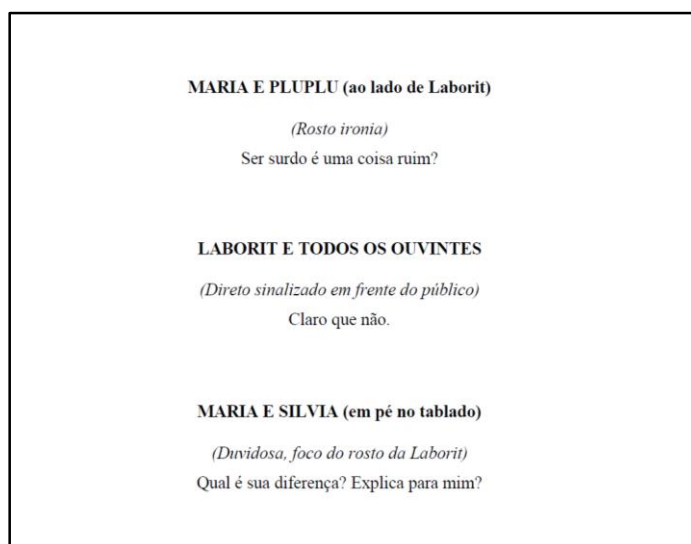 MARIA E PLUPLU (ao lado de Laborit)
(Rosto ironia)
Ser surdo é uma coisa ruim?
LABORIT E TODOS OS OUVINTES
(Direto sinalizado em frente do público)
Claro que não.
MARIA E SILVIA (em pé no tablado)
(Duvidosa, foco do rosto da Laborit)
Qual é sua diferença? Explica para mim?